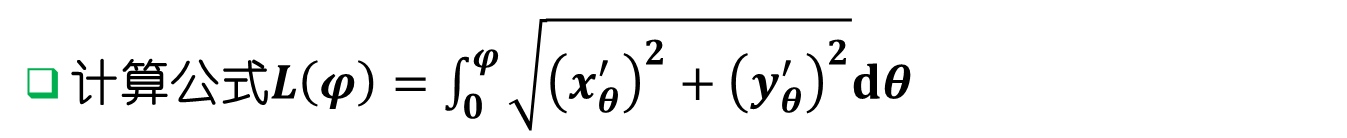 计算公式L(φ) = ∫₀^φ √((x′_θ)² + (y′_θ)²) dθ